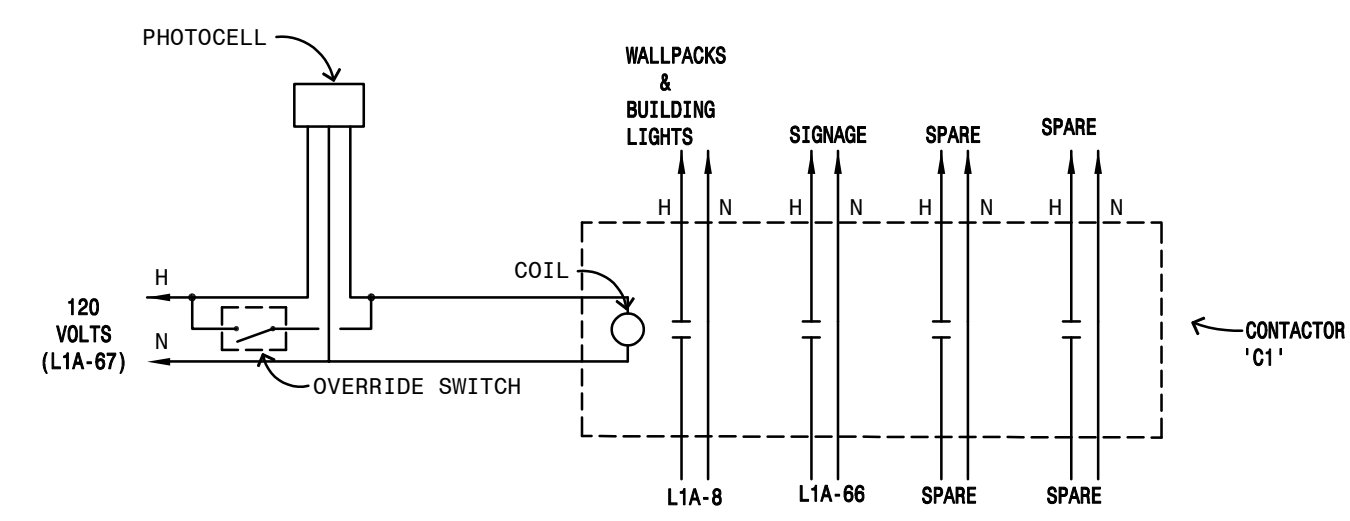 PHOTOCELL
WALLPACKS
&
BUILDING
LIGHTS
SIGNAGE
SPARE
SPARE
H
N
H
N
H
N
H
N
COIL
H
120
VOLTS
(L1A-67)
N
OVERRIDE SWITCH
CONTACTOR
'C1'
L1A-8
L1A-66
SPARE
SPARE